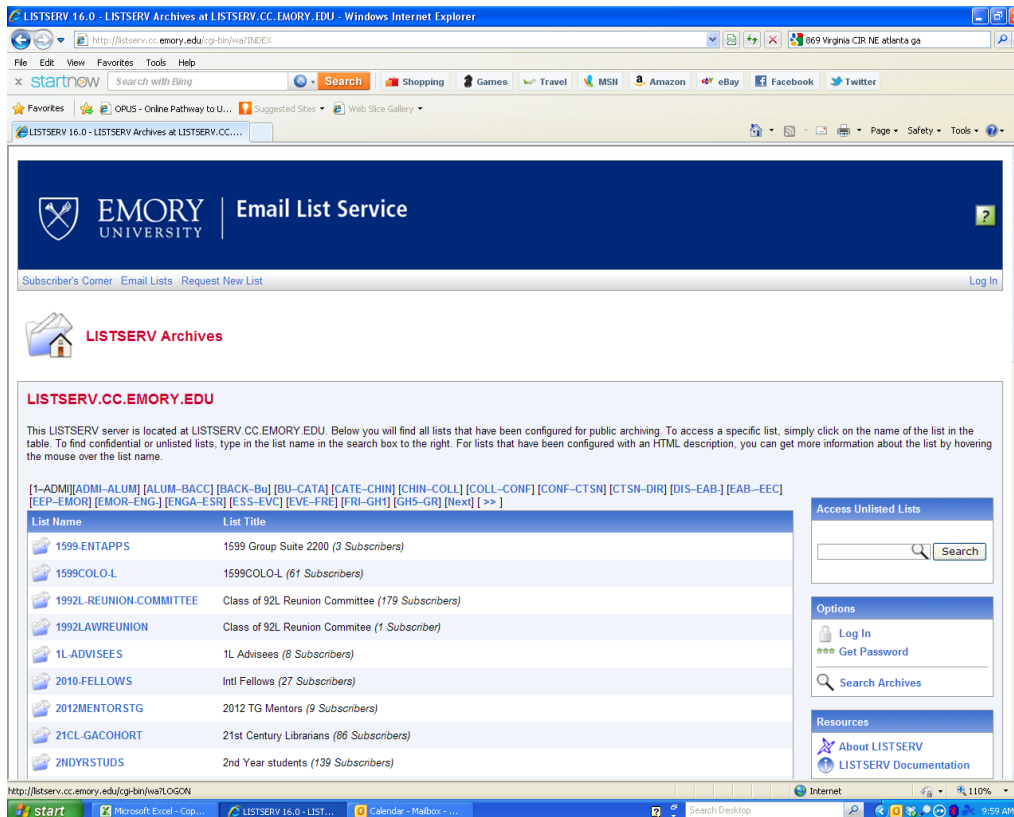 LISTSERV 16.0 - LISTSERV Archives at LISTSERV.CC.EMORY.EDU - Windows Internet Explorer
http://listserv.cc.emory.edu/cgi-bin/wa?INDEX
869 Virginia CIR NE atlanta ga
File Edit View Favorites Tools Help
x startnow Search with Bing Search Shopping Games Travel MSN a Amazon eBay Facebook Twitter
Favorites OPUS - Online Pathway to U... Suggested Sites Web Slice Gallery
LISTSERV 16.0 - LISTSERV Archives at LISTSERV.CC.... Page Safety Tools
EMORY UNIVERSITY Email List Service ?
Subscriber's Corner Email Lists Request New List Log In
LISTSERV Archives
LISTSERV.CC.EMORY.EDU
This LISTSERV server is located at LISTSERV.CC.EMORY.EDU. Below you will find all lists that have been configured for public archiving. To access a specific list, simply click on the name of the list in the
table. To find confidential or unlisted lists, type in the list name in the search box to the right. For lists that have been configured with an HTML description, you can get more information about the list by hovering
the mouse over the list name.
[1–ADMI][ADMI–ALUM] [ALUM–BACC] [BACK–Bu] [BU–CATA] [CATE–CHIN] [CHIN–COLL] [COLL–CONF] [CONF–CTSN] [CTSN–DIR] [DIS–EAB-] [EAB-–EEC]
[EEP–EMOR] [EMOR–ENG-] [ENGA–ESR] [ESS–EVC] [EVE–FRE] [FRI–GH1] [GH5–GR] [Next] [ >> ]
List Name List Title
1599-ENTAPPS 1599 Group Suite 2200 (3 Subscribers)
1599COLO-L 1599COLO-L (61 Subscribers)
1992L-REUNION-COMMITTEE Class of 92L Reunion Committee (179 Subscribers)
1992LAWREUNION Class of 92L Reunion Commitee (1 Subscriber)
1L-ADVISEES 1L Advisees (8 Subscribers)
2010-FELLOWS Intl Fellows (27 Subscribers)
2012MENTORSTG 2012 TG Mentors (9 Subscribers)
21CL-GACOHORT 21st Century Librarians (86 Subscribers)
2NDYRSTUDS 2nd Year students (139 Subscribers)
Access Unlisted Lists
Search
Options
Log In
Get Password
Search Archives
Resources
About LISTSERV
LISTSERV Documentation
http://listserv.cc.emory.edu/cgi-bin/wa?LOGON Internet 110%
start Microsoft Excel - Cop... LISTSERV 16.0 - LIST... Calendar - Mailbox - ... Search Desktop 9:59 AM